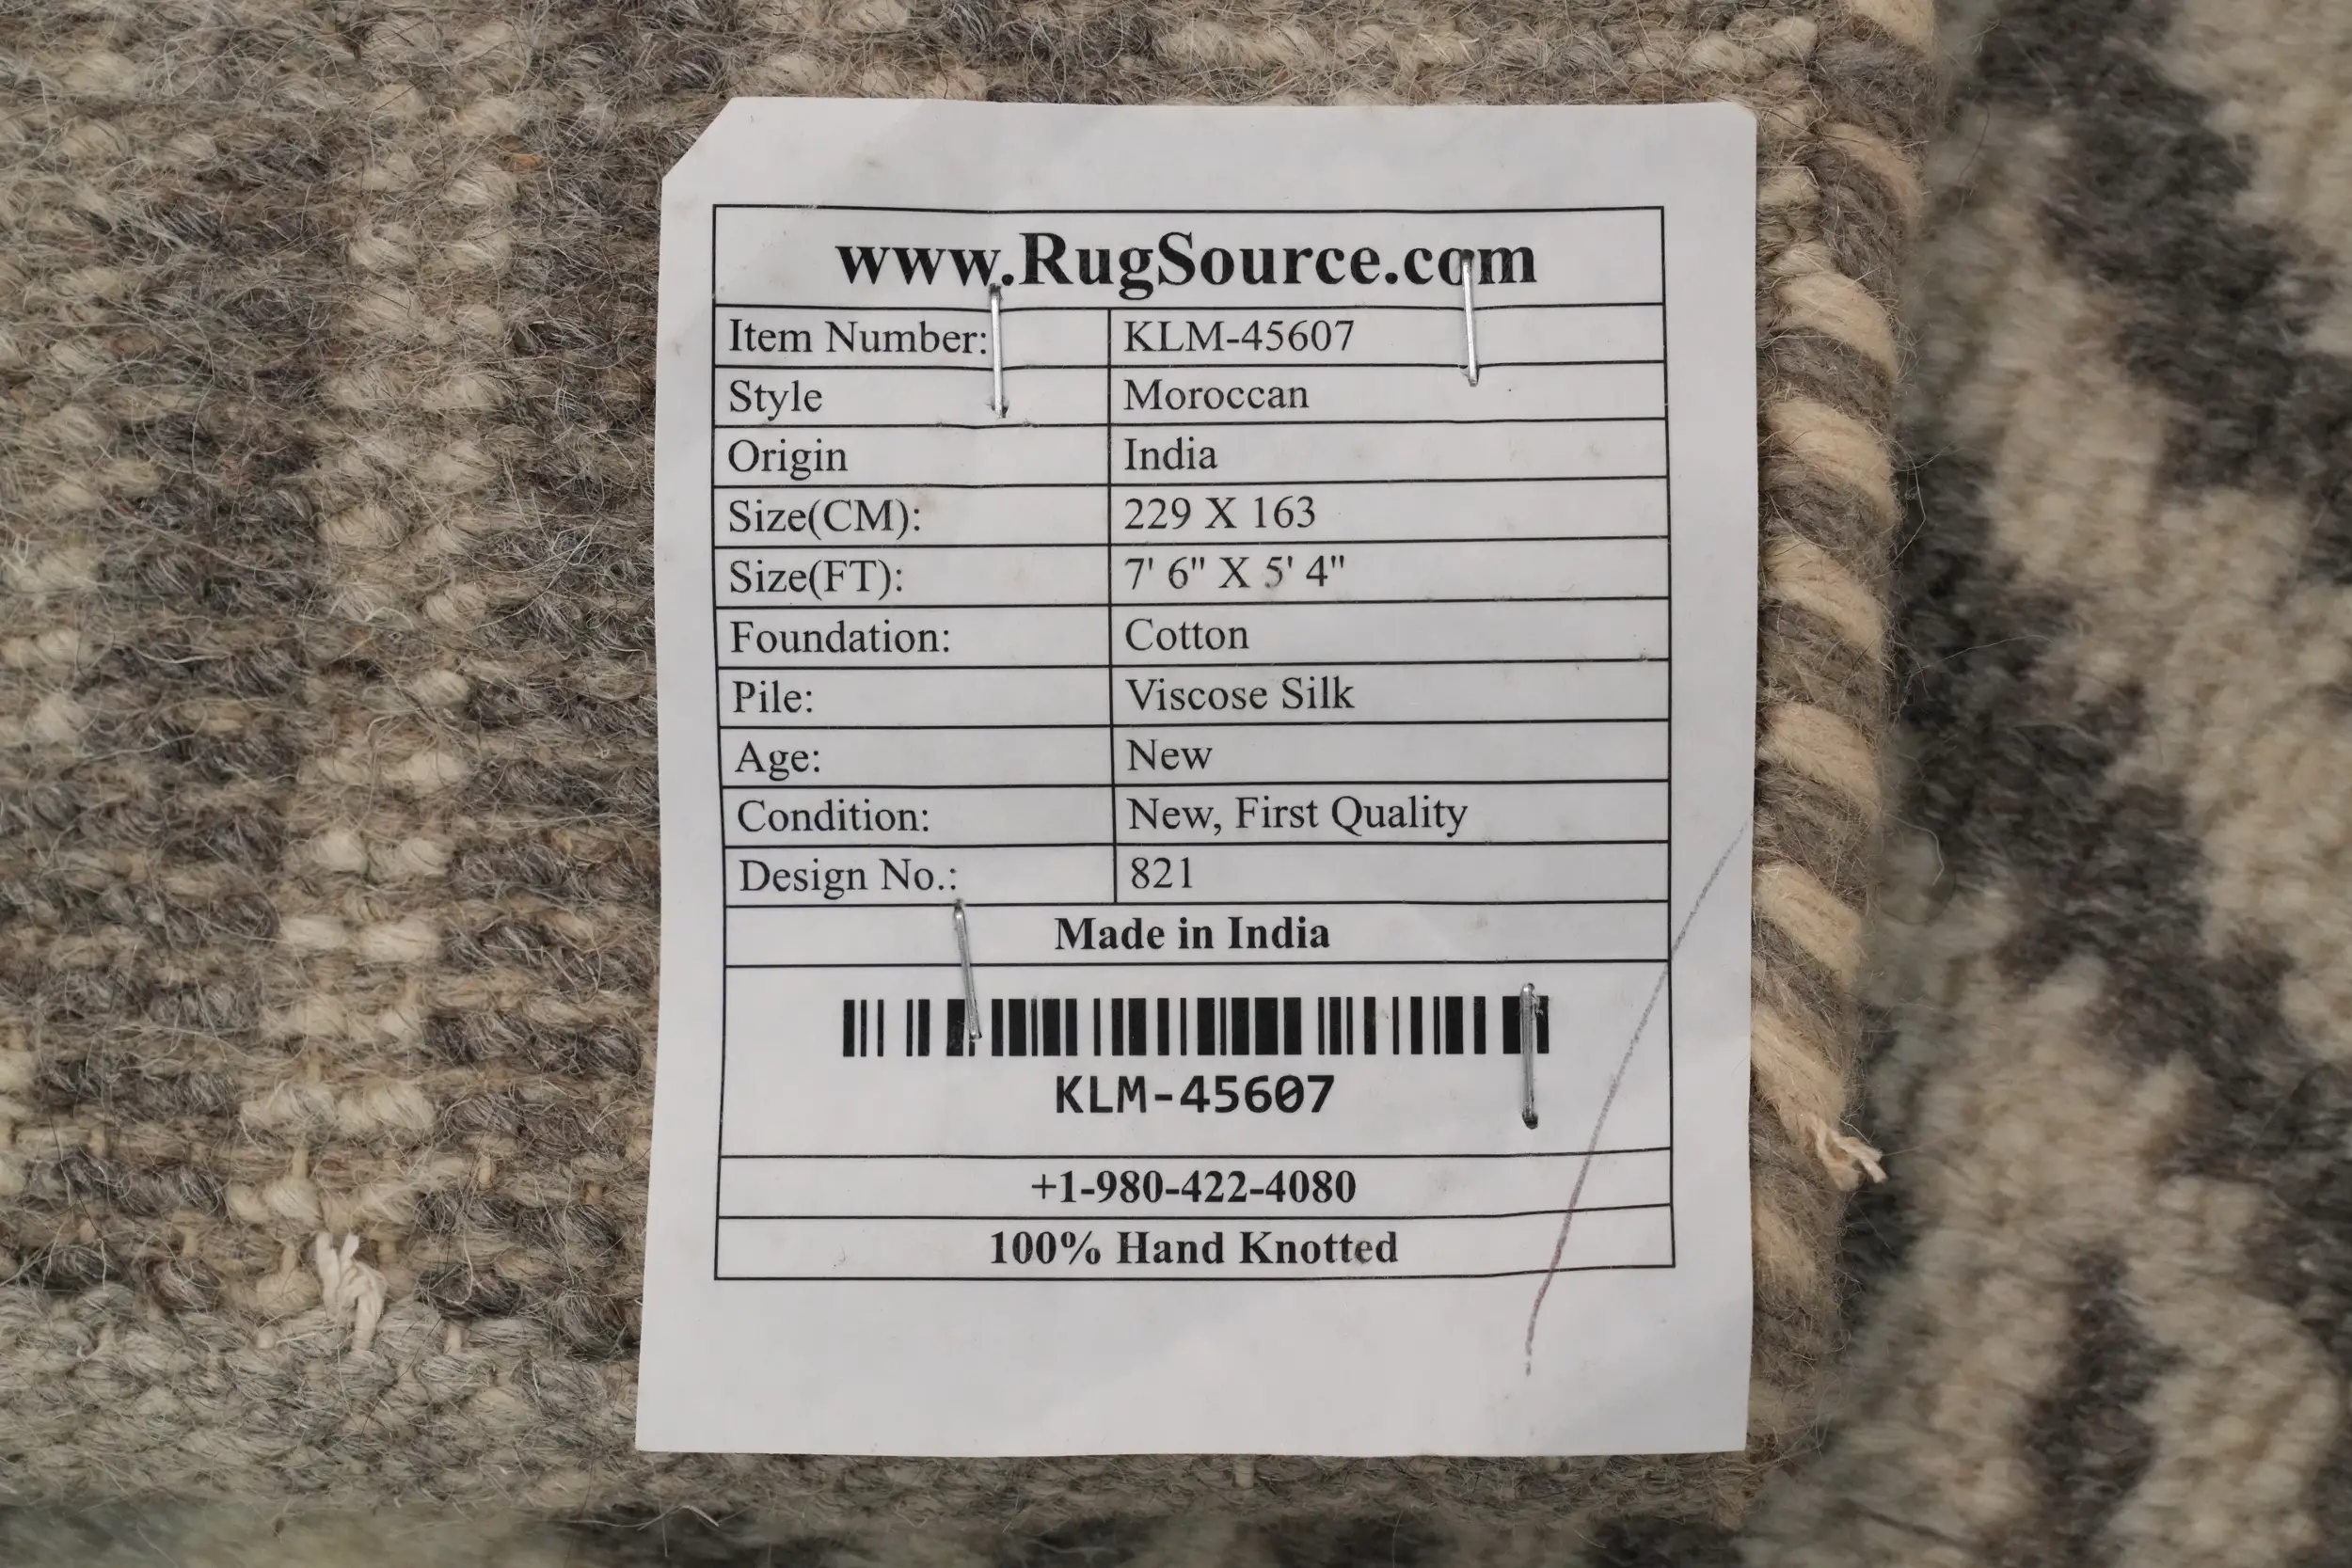 www.RugSource.com
Item Number: KLM-45607
Style Moroccan
Origin India
Size(CM): 229 X 163
Size(FT): 7' 6" X 5' 4"
Foundation: Cotton
Pile: Viscose Silk
Age: New
Condition: New, First Quality
Design No.: 821
Made in India
KLM-45607
+1-980-422-4080
100% Hand Knotted